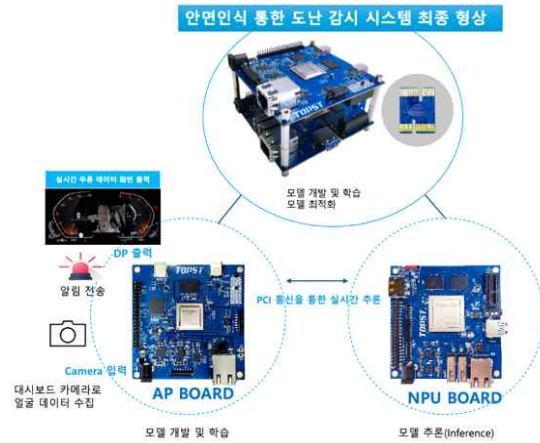 안면인식 통한 도난 감시 시스템 최종 형상
TOPST
모델 개발 및 학습
모델 최적화
실시간 추론 데이터 화면 출력
DP 출력
알림 전송
TOPST
PCI 통신을 통한 실시간 추론
TOPST
Camera 입력
대시보드 카메라로
얼굴 데이터 수집
AP BOARD
NPU BOARD
모델 개발 및 학습
모델 추론(Inference)